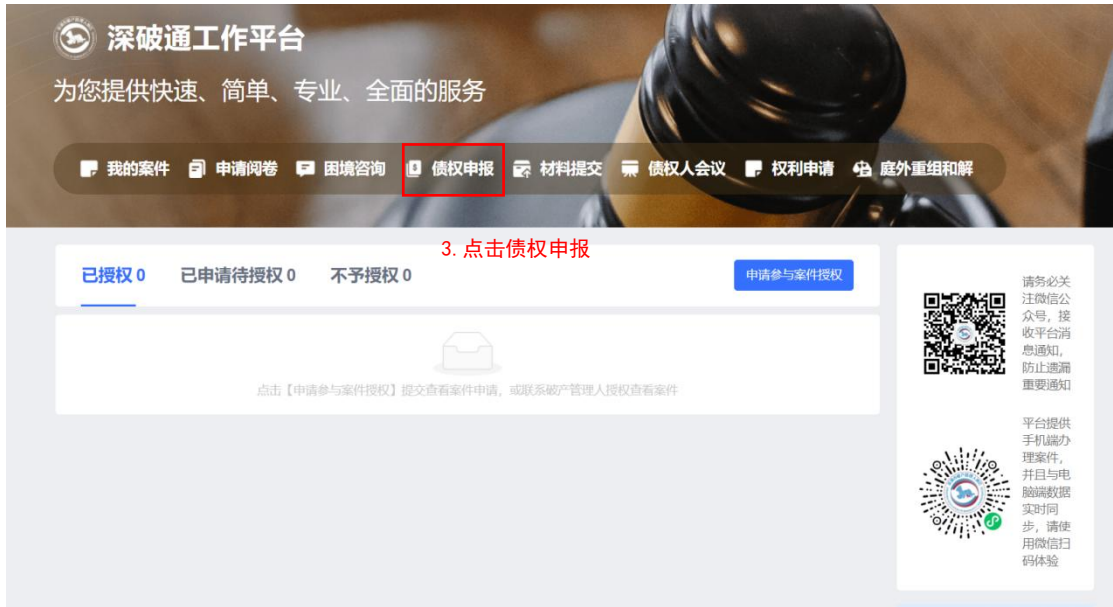 深破通工作平台
为您提供快速、简单、专业、全面的服务
我的案件 申请阅卷 困境咨询 债权申报 材料提交 债权人会议 权利申请 庭外重组和解
3.点击债权申报
已授权 0 已申请待授权 0 不予授权 0 申请参与案件授权
点击【申请参与案件授权】提交查看案件申请，或联系破产管理人授权查看案件
请务必关
注微信公
众号，接
收平台消
息通知，
防止遗漏
重要通知
平台提供
手机端办
理案件，
并且与电
脑端数据
实时同
步，请使
用微信扫
码体验